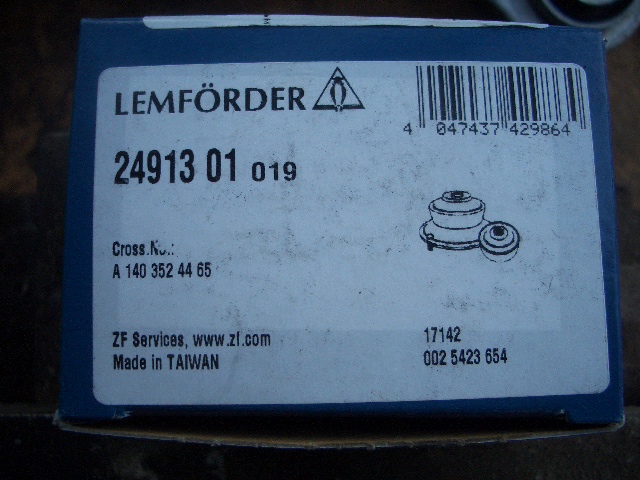 LEMFÖRDER
4 047437 429864
24913 01 019
Cross.No.:
A 140 352 44 65
ZF Services, www.zf.com
Made in TAIWAN
17142
002 5423 654